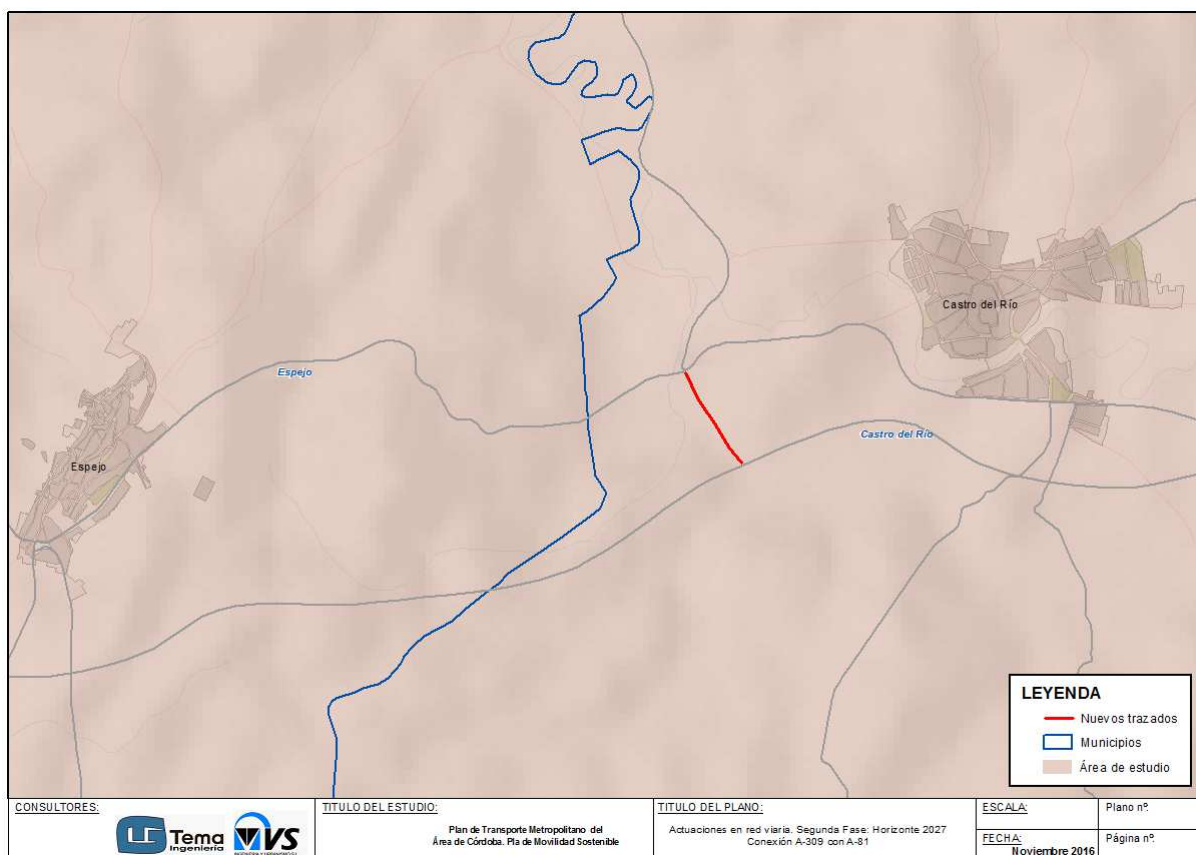 Castro del Río
Espejo
Castro del Río
Espejo
LEYENDA
Nuevos trazados
Municipios
Área de estudio
CONSULTORES:
Tema
Ingeniería
VS
TITULO DEL ESTUDIO:
Plan de Transporte Metropolitano del
Área de Córdoba. Pla de Movilidad Sostenible
TITULO DEL PLANO:
Actuaciones en red viaria. Segunda Fase: Horizonte 2027
Conexión A-309 con A-81
ESCALA:
Plano nº:
FECHA:
Noviembre 2016
Página nº: